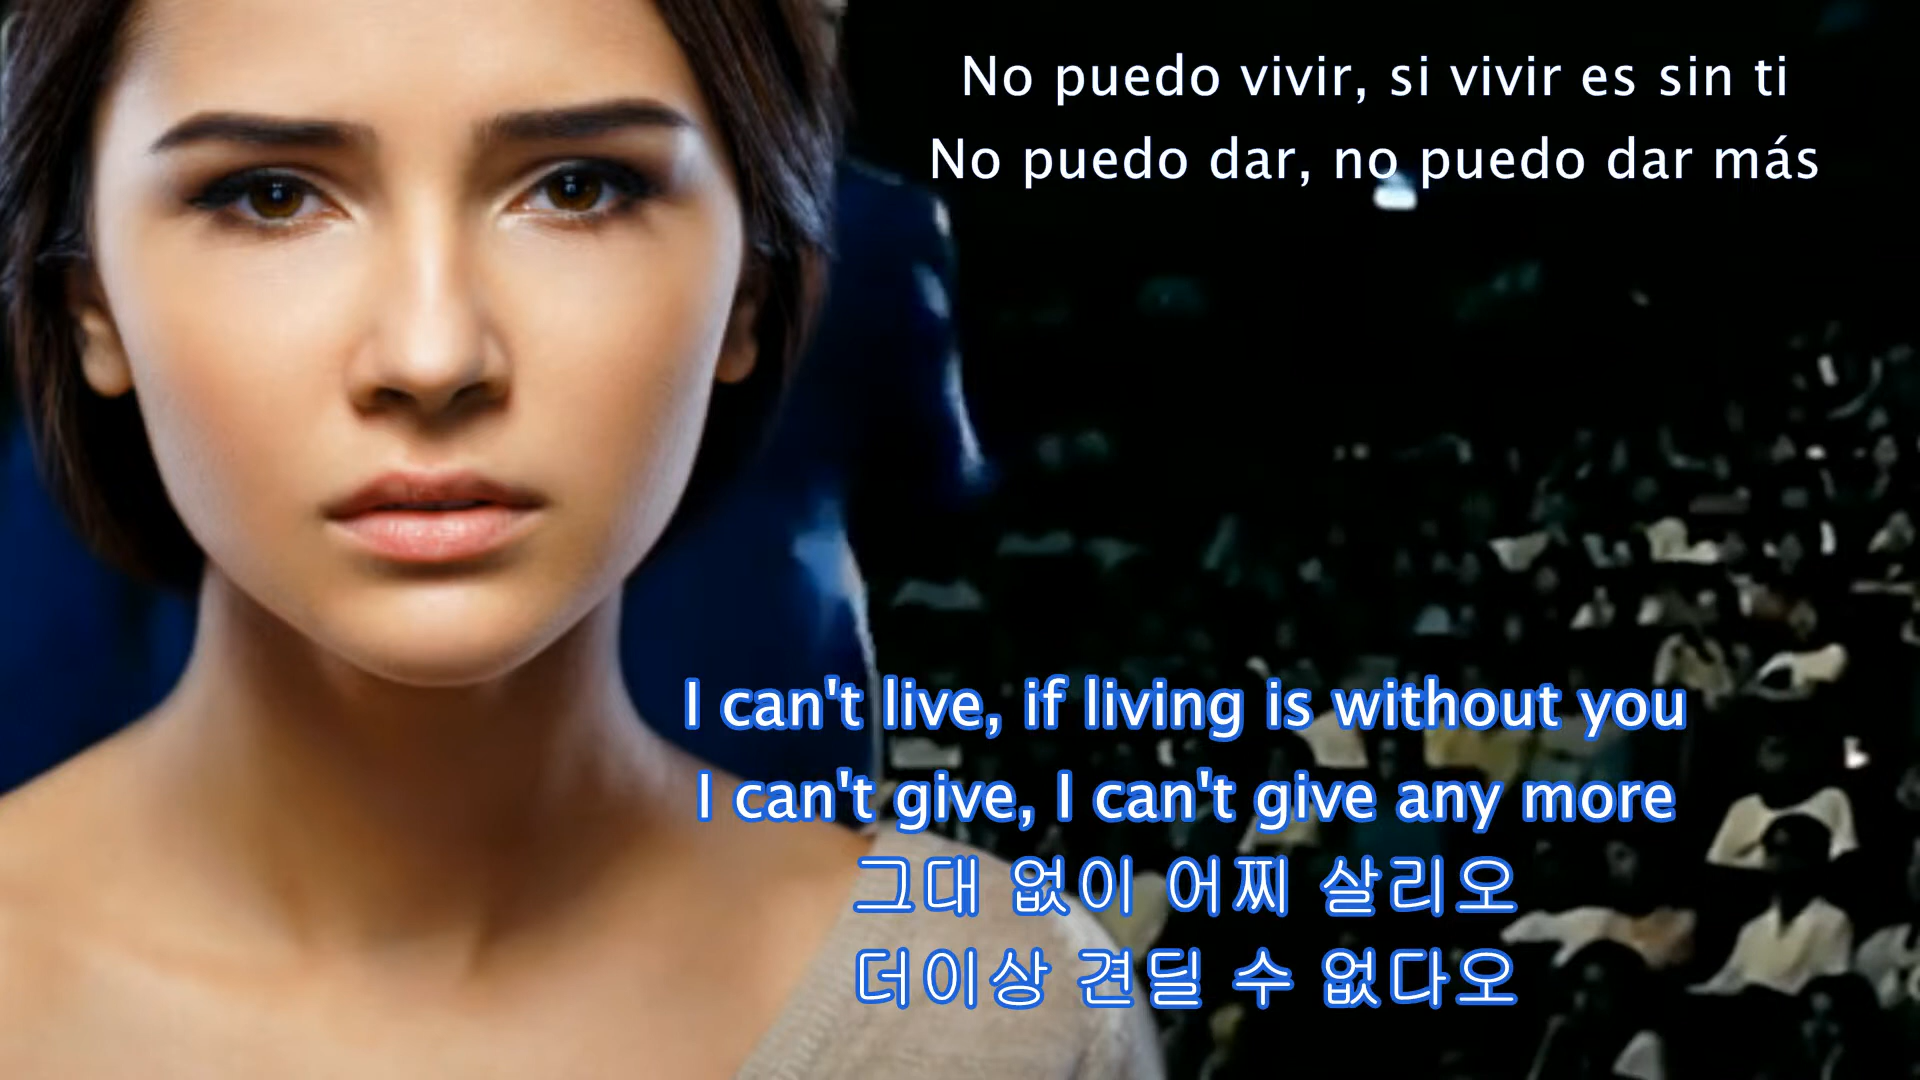 No puedo vivir, si vivir es sin ti
No puedo dar, no puedo dar más
I can't live, if living is without you
I can't give, I can't give any more
그대 없이 어찌 살리오
더이상 견딜 수 없다오